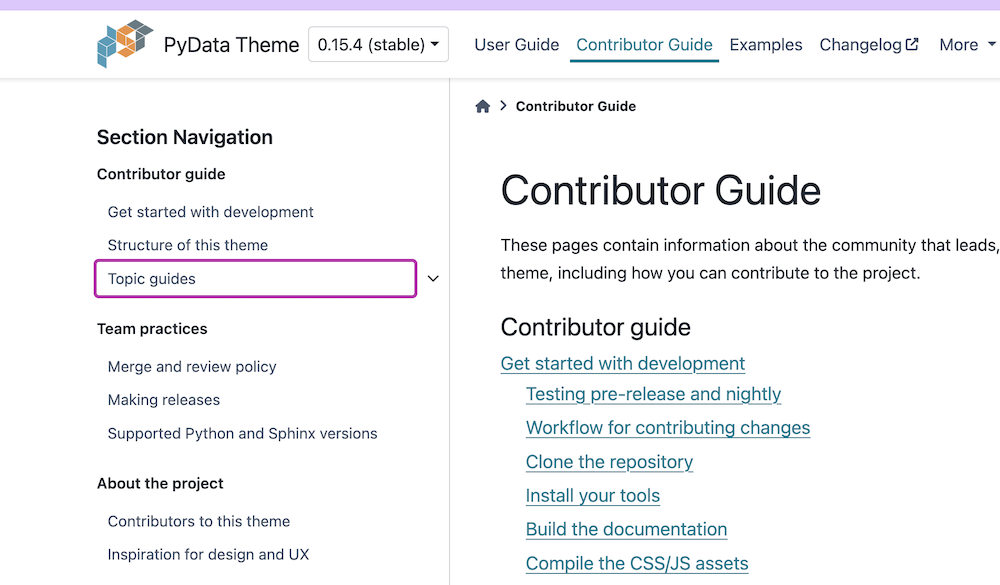 PyData Theme
0.15.4 (stable)
User Guide
Contributor Guide
Examples
Changelog
More
Section Navigation
Contributor guide
Get started with development
Structure of this theme
Topic guides
Team practices
Merge and review policy
Making releases
Supported Python and Sphinx versions
About the project
Contributors to this theme
Inspiration for design and UX
Contributor Guide
Contributor Guide
These pages contain information about the community that leads,
theme, including how you can contribute to the project.
Contributor guide
Get started with development
Testing pre-release and nightly
Workflow for contributing changes
Clone the repository
Install your tools
Build the documentation
Compile the CSS/JS assets